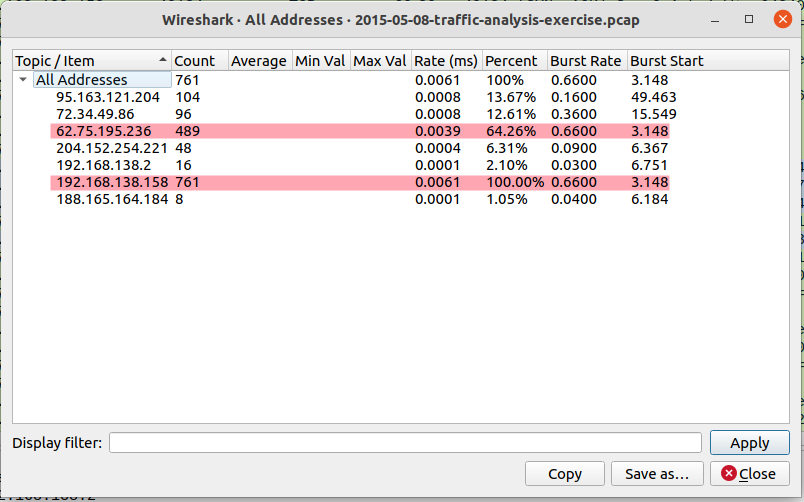 Wireshark · All Addresses · 2015-05-08-traffic-analysis-exercise.pcap
Topic / Item Count Average Min Val Max Val Rate (ms) Percent Burst Rate Burst Start
All Addresses 761 0.0061 100% 0.6600 3.148
95.163.121.204 104 0.0008 13.67% 0.1600 49.463
72.34.49.86 96 0.0008 12.61% 0.3600 15.549
62.75.195.236 489 0.0039 64.26% 0.6600 3.148
204.152.254.221 48 0.0004 6.31% 0.0900 6.367
192.168.138.2 16 0.0001 2.10% 0.0300 6.751
192.168.138.158 761 0.0061 100.00% 0.6600 3.148
188.165.164.184 8 0.0001 1.05% 0.0400 6.184
Display filter:
Apply
Copy Save as… Close